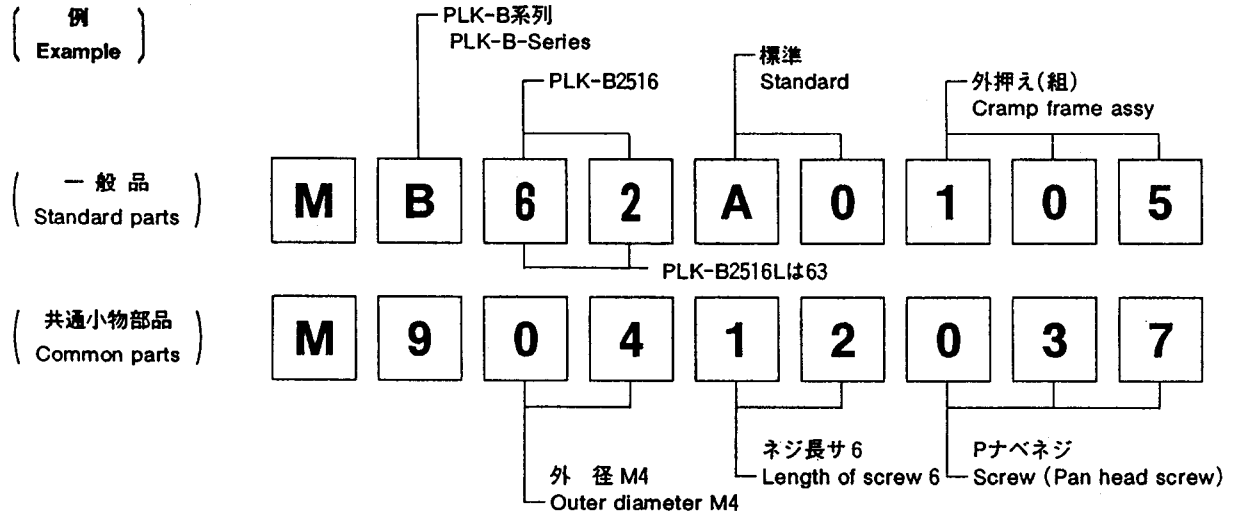 例
Example
PLK-B系列
PLK-B-Series
PLK-B2516
標準
Standard
外押え(組)
Cramp frame assy
一般品
Standard parts
M B 6 2 A 0 1 0 5
PLK-B2516Lは63
共通小物部品
Common parts
M 9 0 4 1 2 0 3 7
外 径 M4
Outer diameter M4
ネジ長サ 6
Length of screw 6
Pナベネジ
Screw (Pan head screw)